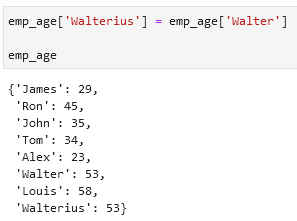 emp_age['Walterius'] = emp_age['Walter']
emp_age
{'James': 29,
'Ron': 45,
'John': 35,
'Tom': 34,
'Alex': 23,
'Walter': 53,
'Louis': 58,
'Walterius': 53}